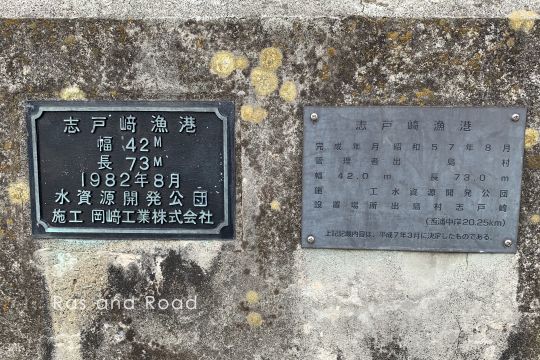 志戸﨑漁港
幅 42M
長 73M
1982年8月
水資源開発公団
施工 岡﨑工業株式会社
志戸崎漁港
完成年月昭和57年8月
管理者出島村
幅 42.0m 長 73.0m
施工水資源開発公団
設置場所出島村志戸崎
(西浦中岸20.25km)
上記記載内容は、平成7年3月に決定したものである。
Ras and Road